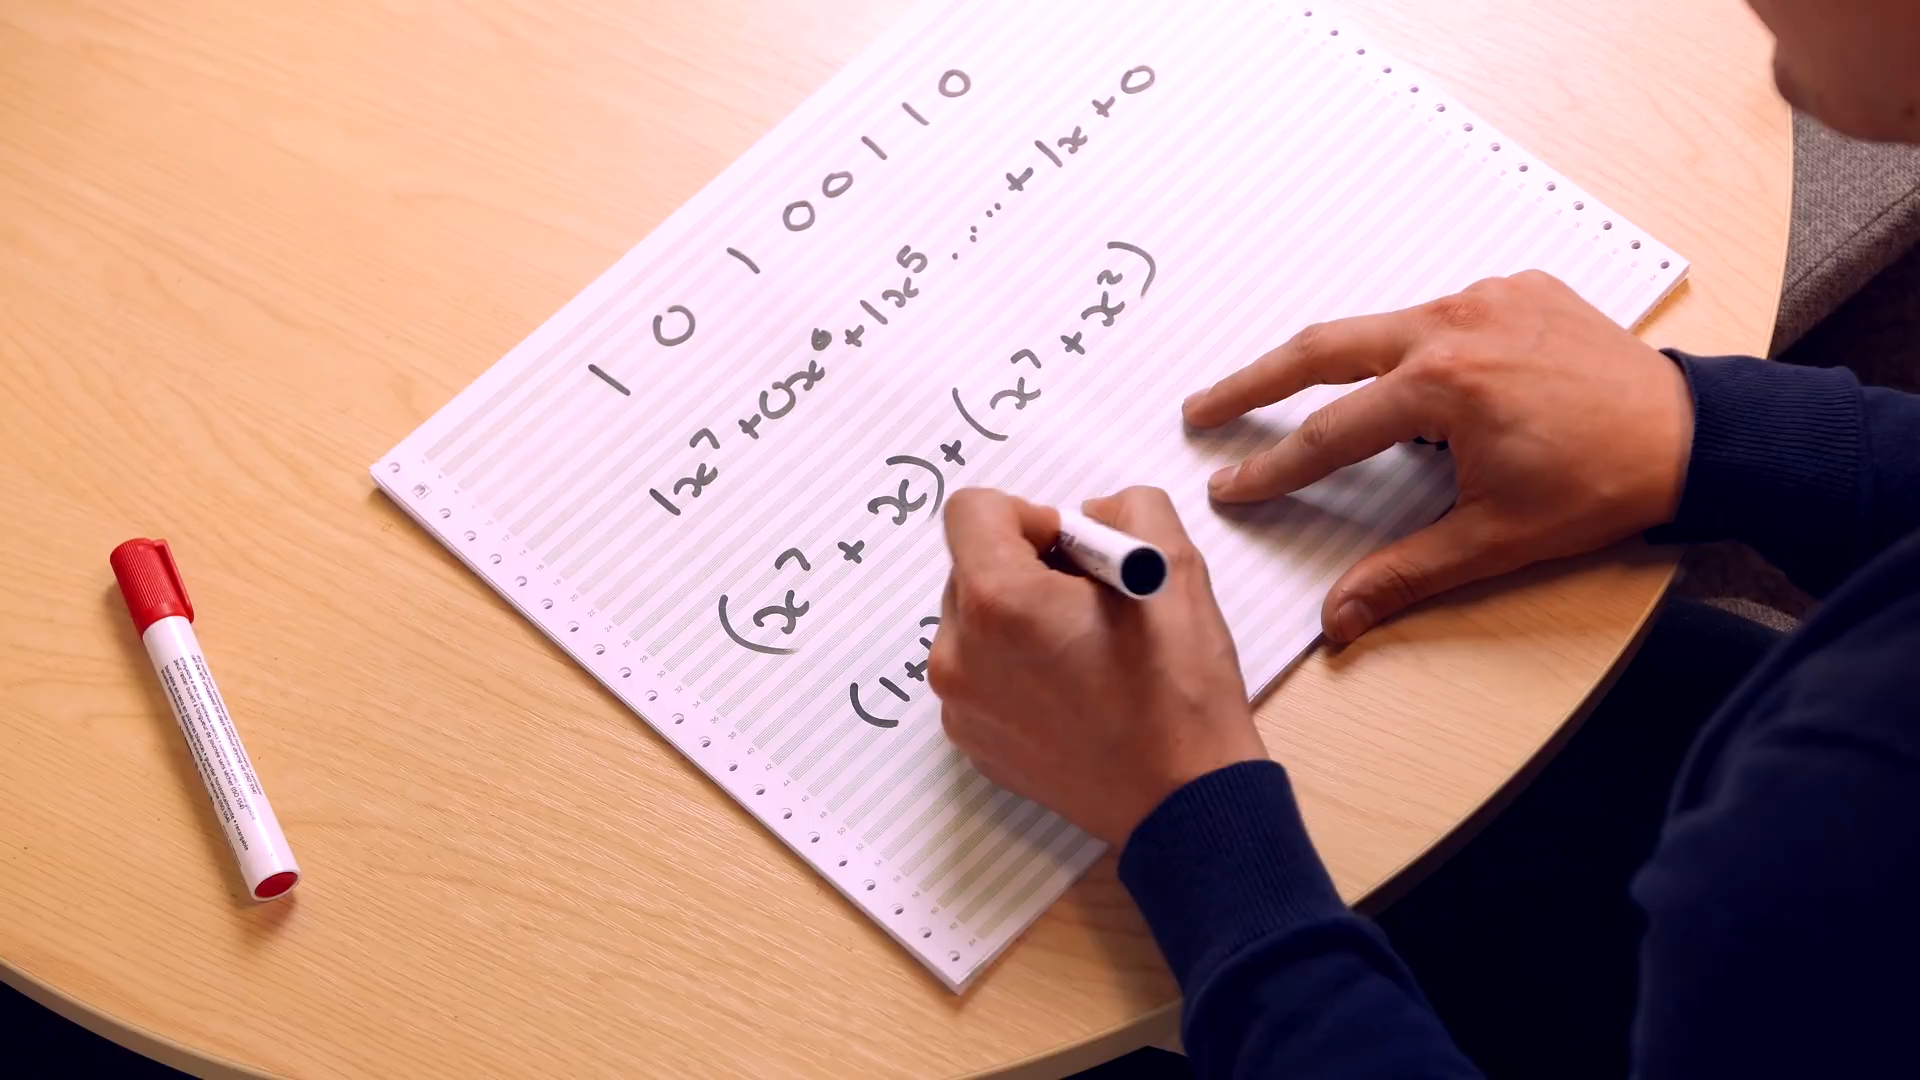 1 0 1 0 0 1 1 0
1x⁷ + 0x⁶ + 1x⁵ ...... + 1x + 0
(x⁷ + x) + (x⁷ + x²)
(1+1)